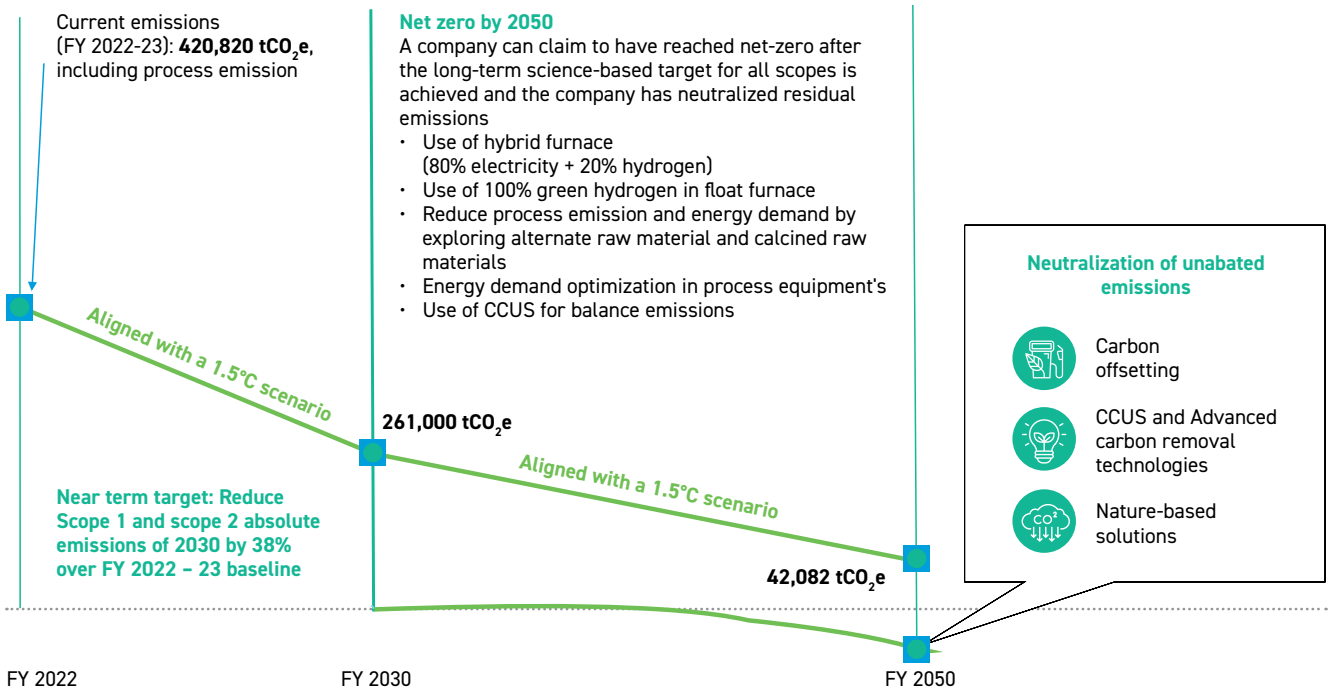 Current emissions
(FY 2022-23): 420,820 tCO₂e,
including process emission
Net zero by 2050
A company can claim to have reached net-zero after
the long-term science-based target for all scopes is
achieved and the company has neutralized residual
emissions
· Use of hybrid furnace
(80% electricity + 20% hydrogen)
· Use of 100% green hydrogen in float furnace
· Reduce process emission and energy demand by
exploring alternate raw material and calcined raw
materials
· Energy demand optimization in process equipment's
· Use of CCUS for balance emissions
Aligned with a 1.5°C scenario
261,000 tCO₂e
Aligned with a 1.5°C scenario
Near term target: Reduce
Scope 1 and scope 2 absolute
emissions of 2030 by 38%
over FY 2022 – 23 baseline
42,082 tCO₂e
Neutralization of unabated
emissions
Carbon
offsetting
CCUS and Advanced
carbon removal
technologies
CO²
Nature-based
solutions
FY 2022
FY 2030
FY 2050